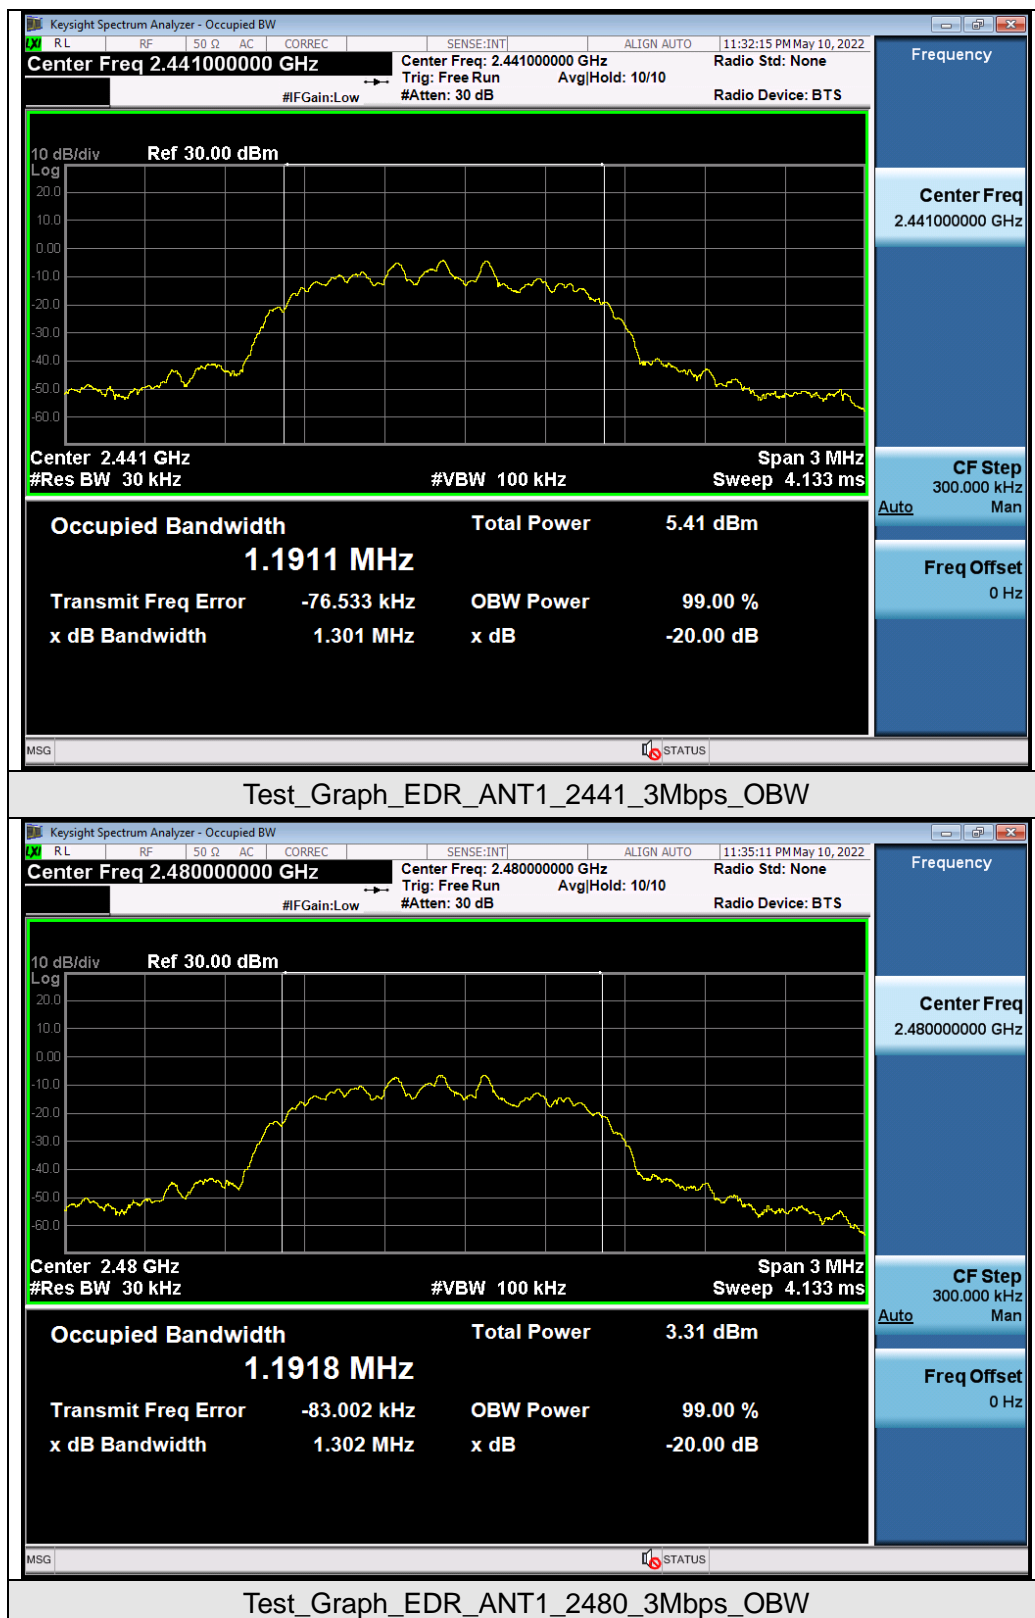 Keysight Spectrum Analyzer - Occupied BW
LXI RL RF 50 Ω AC CORREC SENSE:INT ALIGN AUTO 11:32:15 PM May 10, 2022
Center Freq 2.441000000 GHz Center Freq: 2.441000000 GHz Radio Std: None
Trig: Free Run Avg|Hold: 10/10
#IFGain:Low #Atten: 30 dB Radio Device: BTS
Frequency
10 dB/div Ref 30.00 dBm
Log
20.0
10.0
0.00
-10.0
-20.0
-30.0
-40.0
-50.0
-60.0
Center 2.441 GHz Span 3 MHz
#Res BW 30 kHz #VBW 100 kHz Sweep 4.133 ms
Center Freq
2.441000000 GHz
CF Step
300.000 kHz
Auto Man
Freq Offset
0 Hz
Occupied Bandwidth Total Power 5.41 dBm
1.1911 MHz
Transmit Freq Error -76.533 kHz OBW Power 99.00 %
x dB Bandwidth 1.301 MHz x dB -20.00 dB
MSG STATUS
Test_Graph_EDR_ANT1_2441_3Mbps_OBW
Keysight Spectrum Analyzer - Occupied BW
LXI RL RF 50 Ω AC CORREC SENSE:INT ALIGN AUTO 11:35:11 PM May 10, 2022
Center Freq 2.480000000 GHz Center Freq: 2.480000000 GHz Radio Std: None
Trig: Free Run Avg|Hold: 10/10
#IFGain:Low #Atten: 30 dB Radio Device: BTS
Frequency
10 dB/div Ref 30.00 dBm
Log
20.0
10.0
0.00
-10.0
-20.0
-30.0
-40.0
-50.0
-60.0
Center 2.48 GHz Span 3 MHz
#Res BW 30 kHz #VBW 100 kHz Sweep 4.133 ms
Center Freq
2.480000000 GHz
CF Step
300.000 kHz
Auto Man
Freq Offset
0 Hz
Occupied Bandwidth Total Power 3.31 dBm
1.1918 MHz
Transmit Freq Error -83.002 kHz OBW Power 99.00 %
x dB Bandwidth 1.302 MHz x dB -20.00 dB
MSG STATUS
Test_Graph_EDR_ANT1_2480_3Mbps_OBW